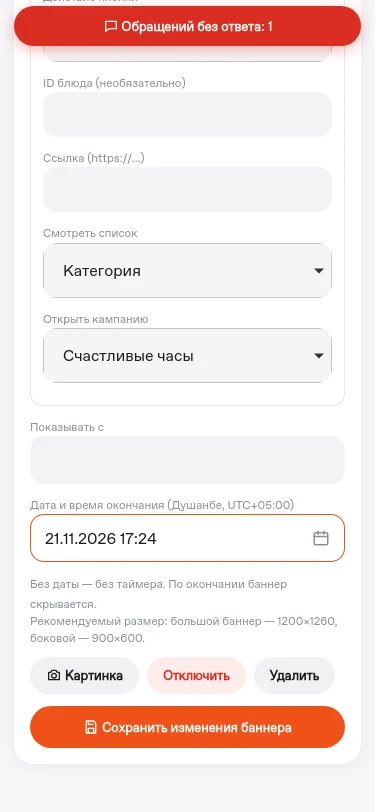 Обращений без ответа: 1
ID блюда (необязательно)
Ссылка (https://...)
Смотреть список
Категория
Открыть кампанию
Счастливые часы
Показывать с
Дата и время окончания (Душанбе, UTC+05:00)
21.11.2026 17:24
Без даты — без таймера. По окончании баннер
скрывается.
Рекомендуемый размер: большой баннер — 1200×1260,
боковой — 900×600.
Картинка
Отключить
Удалить
Сохранить изменения баннера